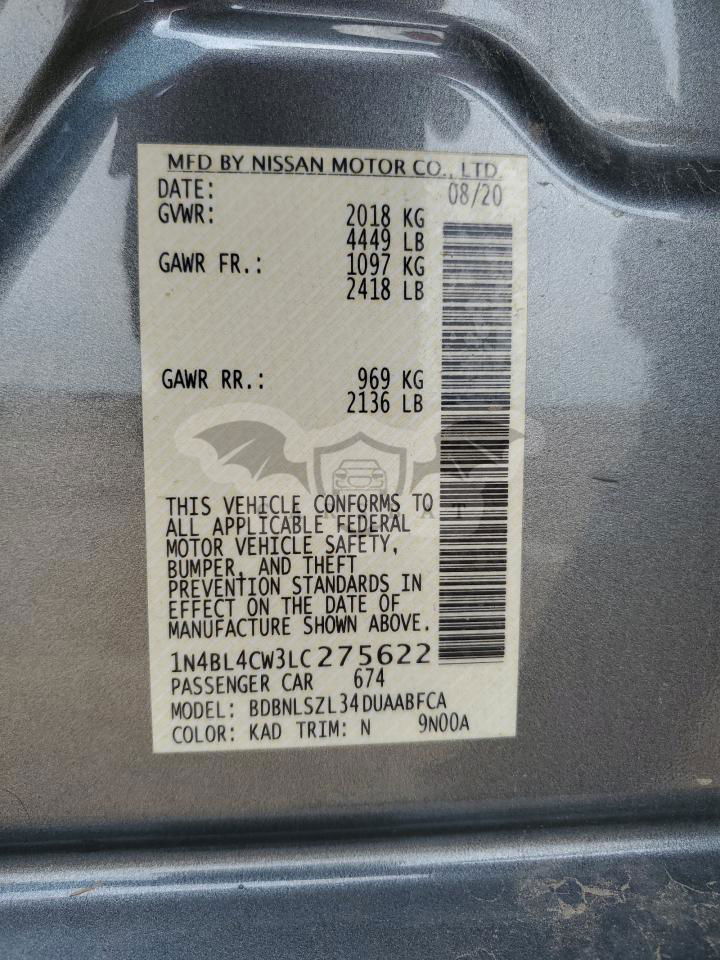 MFD BY NISSAN MOTOR CO., LTD.
DATE: 08/20
GVWR: 2018 KG
4449 LB
GAWR FR.: 1097 KG
2418 LB
GAWR RR.: 969 KG
2136 LB
THIS VEHICLE CONFORMS TO
ALL APPLICABLE FEDERAL
MOTOR VEHICLE SAFETY,
BUMPER, AND THEFT
PREVENTION STANDARDS IN
EFFECT ON THE DATE OF
MANUFACTURE SHOWN ABOVE.
1N4BL4CW3LC275622
PASSENGER CAR 674
MODEL: BDBNLSZL34DUAABFCA
COLOR: KAD TRIM: N 9N00A